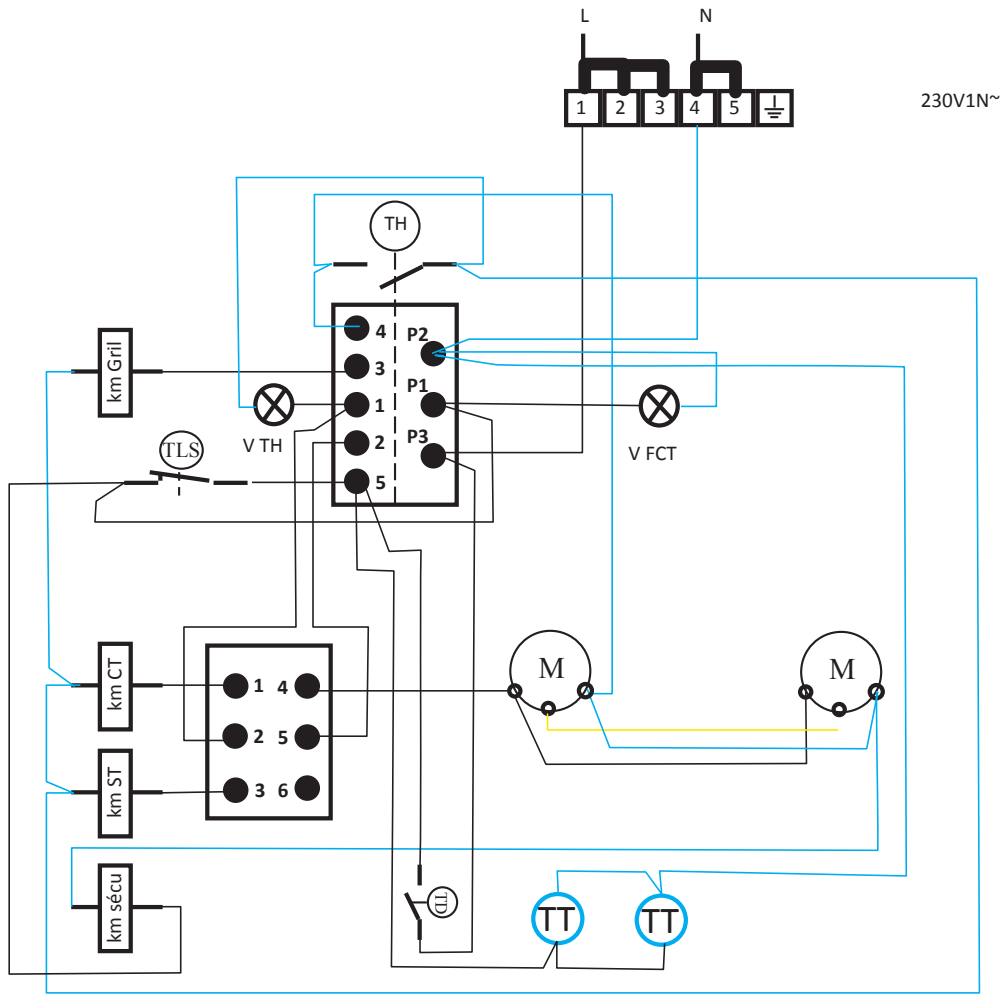 L N
1 2 3 4 5
230V1N~
TH
4 P2
3
km Gril
1 P1
V TH
2 P3
V FCT
TLS
5
M M
km CT
1 4
2 5
km ST
3 6
km sécu
TD
TT TT